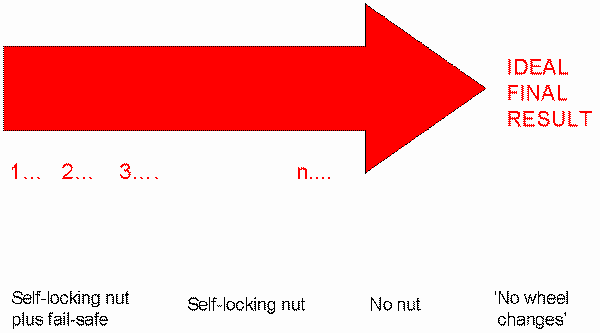 IDEAL
FINAL
RESULT
1... 2... 3.... n....
Self-locking nut
plus fail-safe
Self-locking nut
No nut
'No wheel
changes'